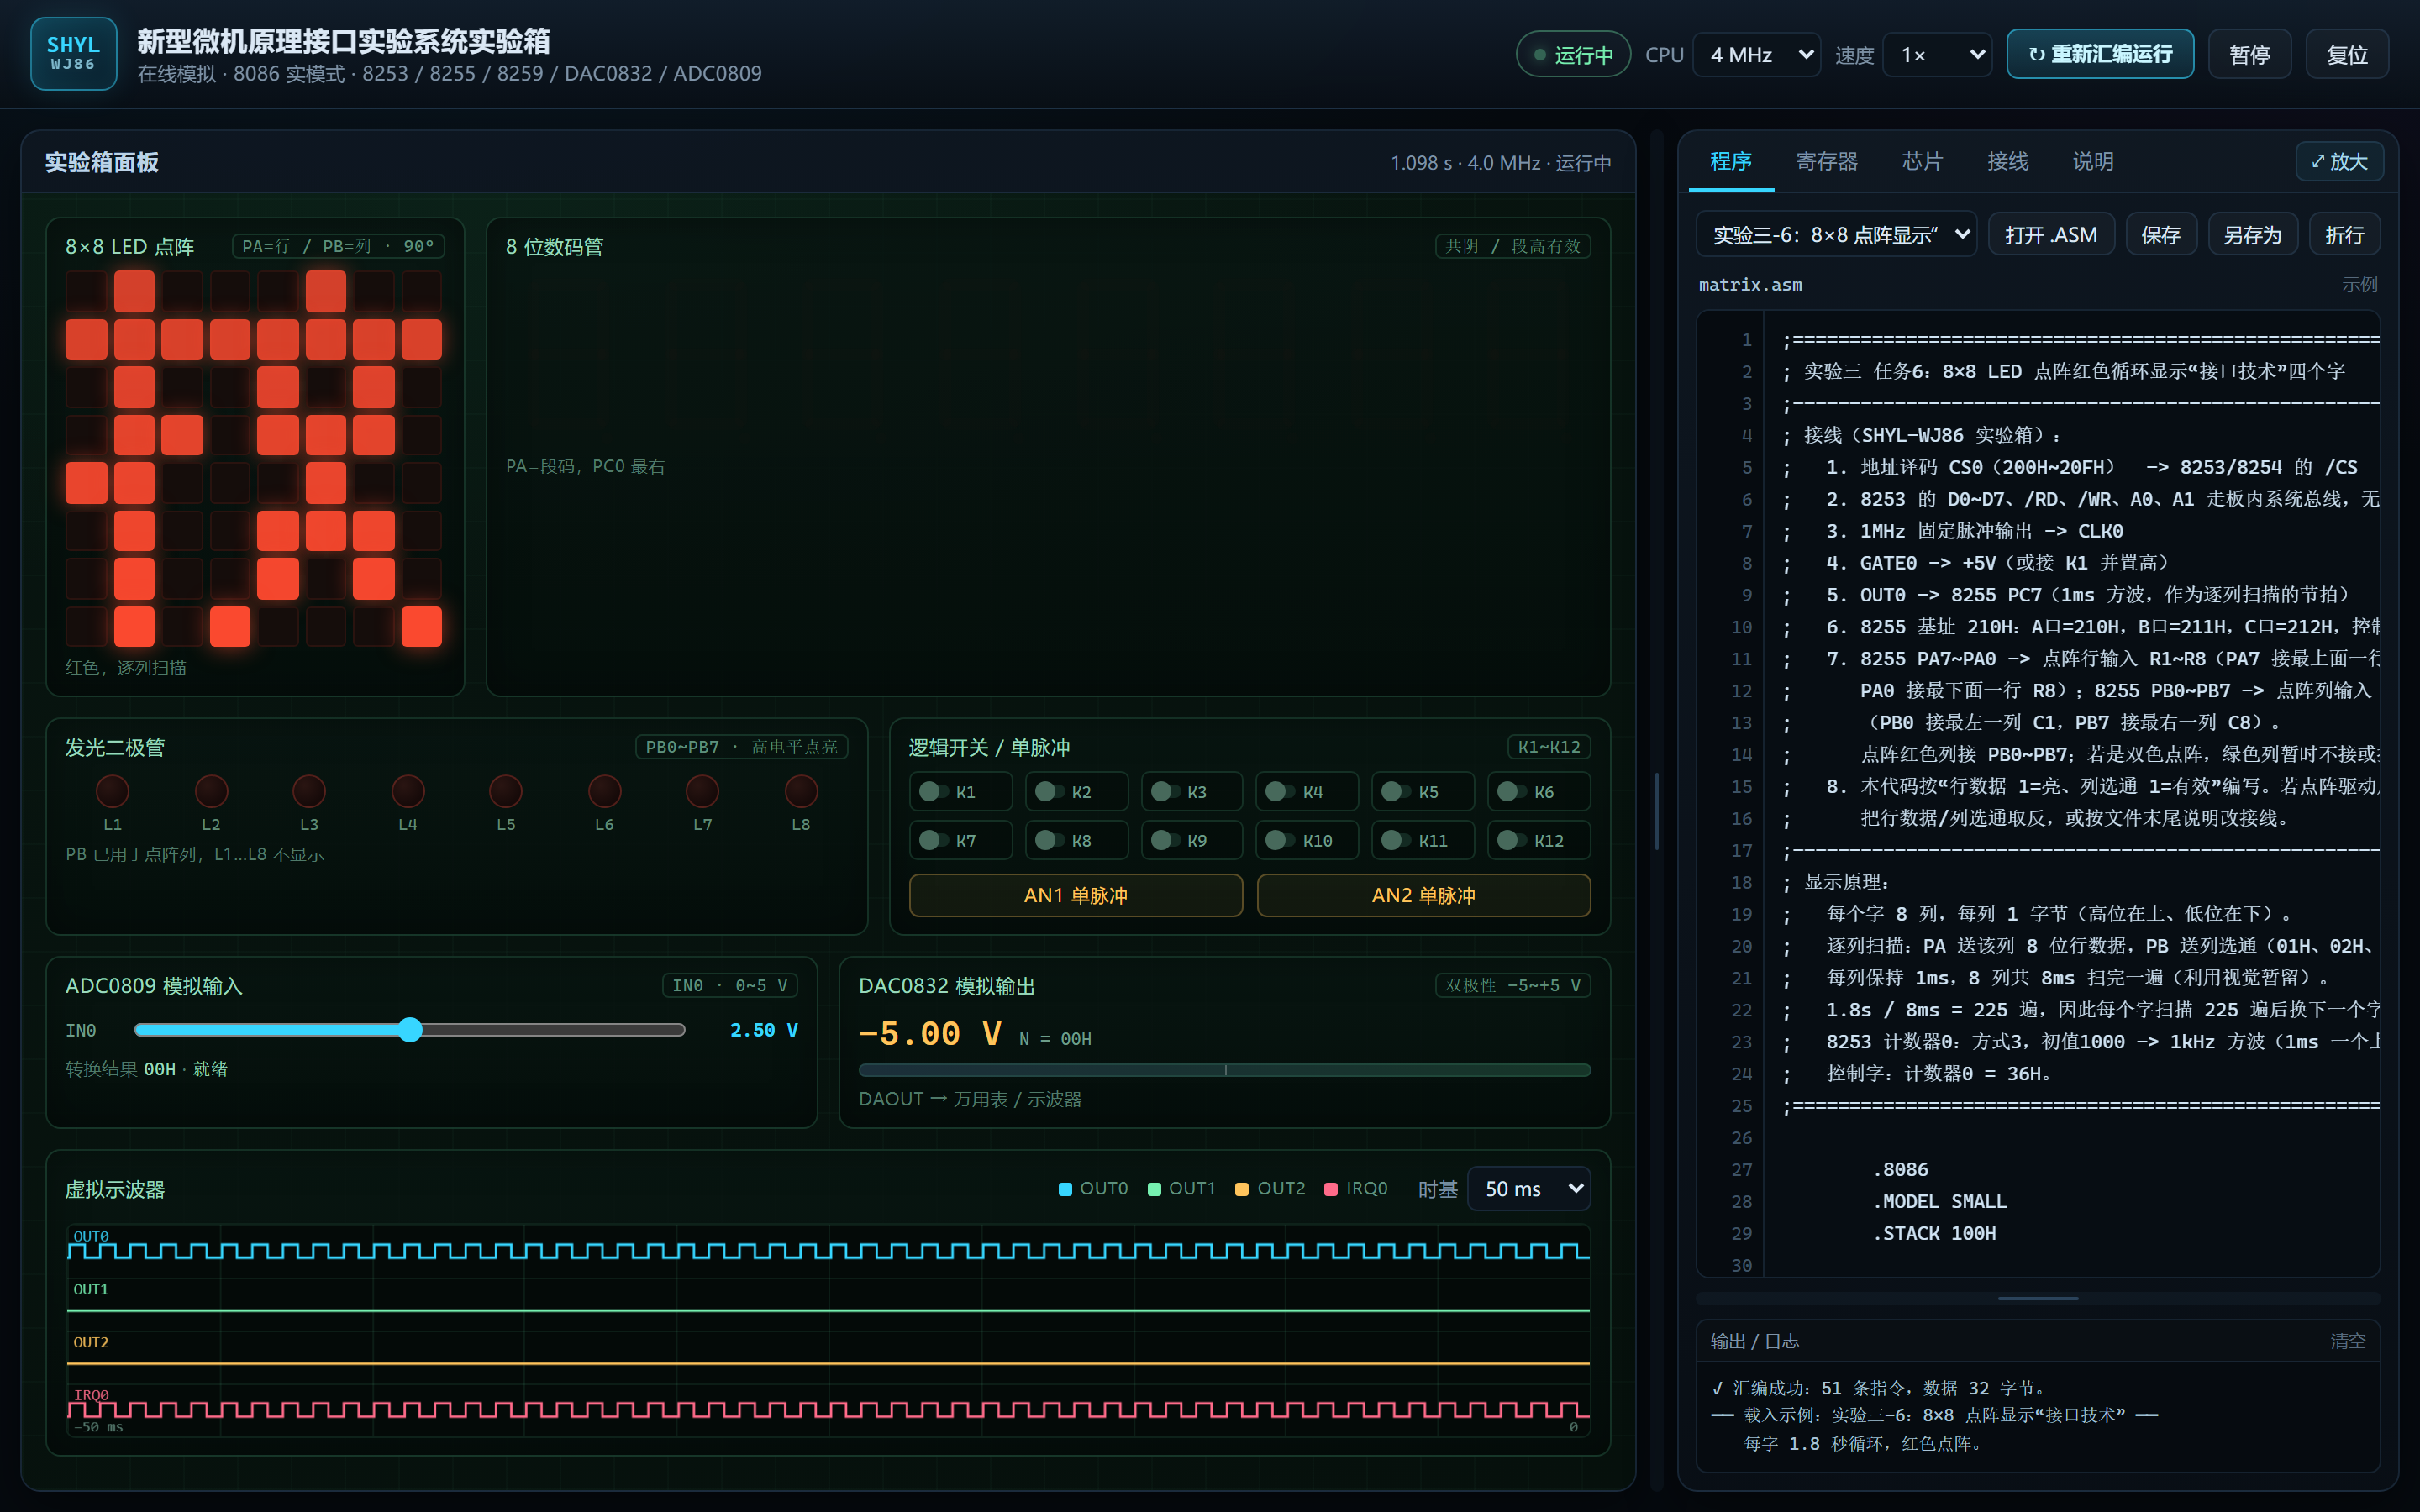 SHYL
WJ86
新型微机原理接口实验系统实验箱
在线模拟 · 8086 实模式 · 8253 / 8255 / 8259 / DAC0832 / ADC0809
运行中
CPU
4 MHz
速度
1×
↻ 重新汇编运行
暂停
复位
实验箱面板
1.098 s · 4.0 MHz · 运行中
8×8 LED 点阵
PA=行 / PB=列 · 90°
红色，逐列扫描
8 位数码管
共阴 / 段高有效
PA=段码，PC0 最右
发光二极管
PB0~PB7 · 高电平点亮
L1 L2 L3 L4 L5 L6 L7 L8
PB 已用于点阵列，L1…L8 不显示
逻辑开关 / 单脉冲
K1~K12
K1 K2 K3 K4 K5 K6
K7 K8 K9 K10 K11 K12
AN1 单脉冲
AN2 单脉冲
ADC0809 模拟输入
IN0 · 0~5 V
IN0
2.50 V
转换结果 00H · 就绪
DAC0832 模拟输出
双极性 −5~+5 V
−5.00 V
N = 00H
DAOUT → 万用表 / 示波器
虚拟示波器
OUT0 OUT1 OUT2 IRQ0
时基
50 ms
OUT0
OUT1
OUT2
IRQ0
−50 ms
0
程序
寄存器
芯片
接线
说明
⤢ 放大
实验三-6：8×8 点阵显示“
打开 .ASM
保存
另存为
折行
matrix.asm
示例
1 ;====================================================
2 ; 实验三 任务6：8×8 LED 点阵红色循环显示“接口技术”四个字
3 ;----------------------------------------------------
4 ; 接线（SHYL-WJ86 实验箱）：
5 ;   1. 地址译码 CS0（200H~20FH）  -> 8253/8254 的 /CS
6 ;   2. 8253 的 D0~D7、/RD、/WR、A0、A1 走板内系统总线，无
7 ;   3. 1MHz 固定脉冲输出 -> CLK0
8 ;   4. GATE0 -> +5V（或接 K1 并置高）
9 ;   5. OUT0 -> 8255 PC7（1ms 方波，作为逐列扫描的节拍）
10 ;   6. 8255 基址 210H：A口=210H，B口=211H，C口=212H，控制
11 ;   7. 8255 PA7~PA0 -> 点阵行输入 R1~R8（PA7 接最上面一行
12 ;      PA0 接最下面一行 R8）；8255 PB0~PB7 -> 点阵列输入
13 ;      （PB0 接最左一列 C1，PB7 接最右一列 C8）。
14 ;      点阵红色列接 PB0~PB7；若是双色点阵，绿色列暂时不接或
15 ;   8. 本代码按“行数据 1=亮、列选通 1=有效”编写。若点阵驱动
16 ;      把行数据/列选通取反，或按文件末尾说明改接线。
17 ;----------------------------------------------------
18 ; 显示原理：
19 ;   每个字 8 列，每列 1 字节（高位在上、低位在下）。
20 ;   逐列扫描：PA 送该列 8 位行数据，PB 送列选通（01H、02H、
21 ;   每列保持 1ms，8 列共 8ms 扫完一遍（利用视觉暂留）。
22 ;   1.8s / 8ms = 225 遍，因此每个字扫描 225 遍后换下一个字
23 ;   8253 计数器0：方式3，初值1000 -> 1kHz 方波（1ms 一个上
24 ;   控制字：计数器0 = 36H。
25 ;====================================================
26
27         .8086
28         .MODEL SMALL
29         .STACK 100H
30
输出 / 日志
清空
✓ 汇编成功：51 条指令，数据 32 字节。
── 载入示例：实验三-6：8×8 点阵显示“接口技术” ──
每字 1.8 秒循环，红色点阵。